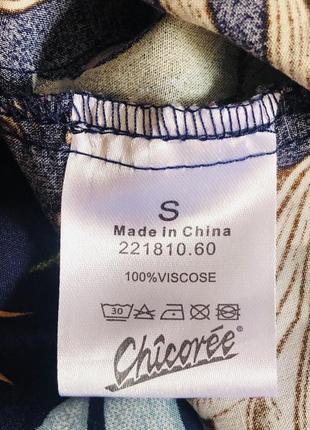 S
Made in China
221810.60
100%VISCOSE
30
Chicorée®